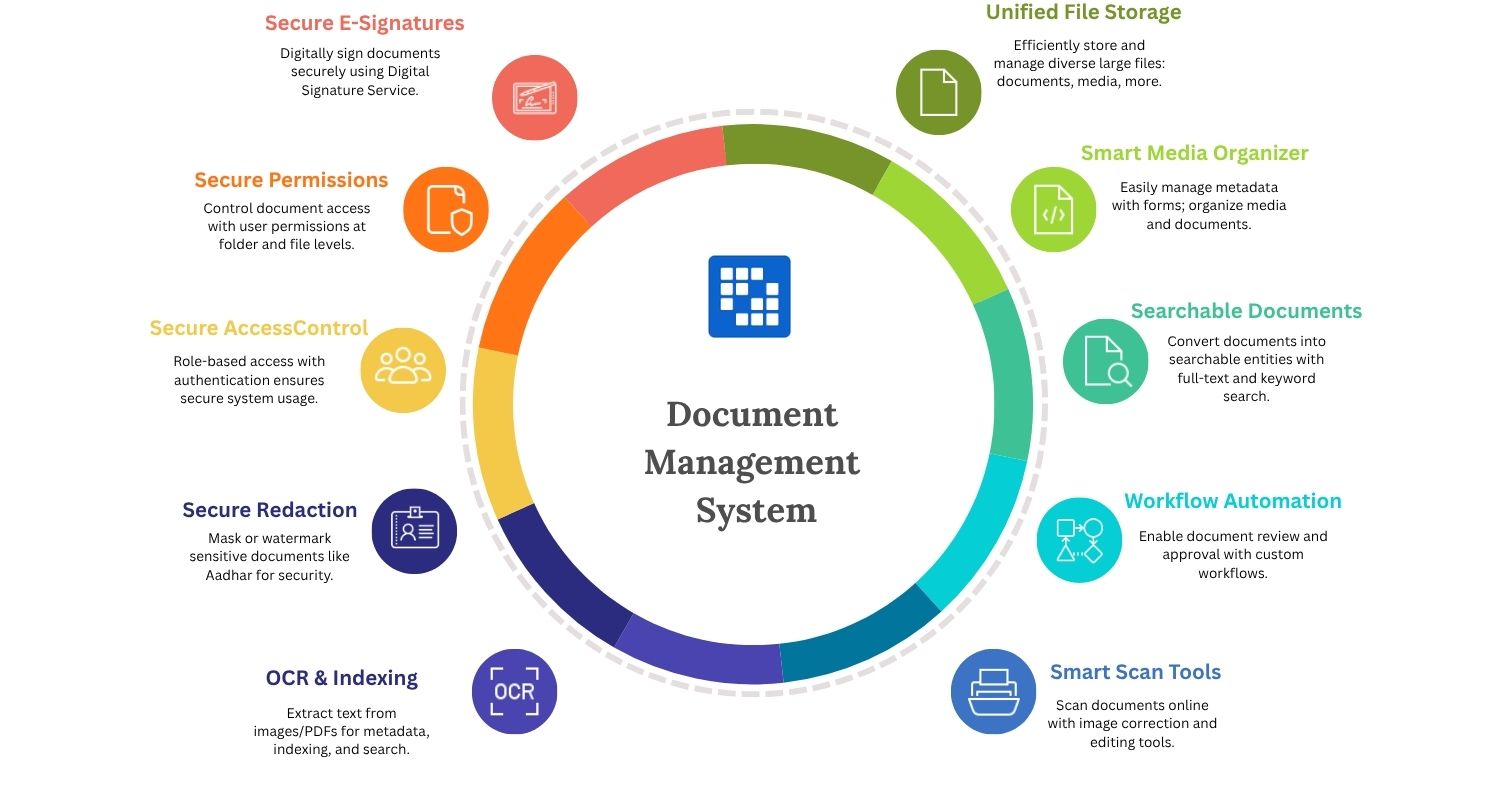 Secure E-Signatures
Digitally sign documents
securely using Digital
Signature Service.
Unified File Storage
Efficiently store and
manage diverse large files:
documents, media, more.
Secure Permissions
Control document access
with user permissions at
folder and file levels.
Smart Media Organizer
Easily manage metadata
with forms; organize media
and documents.
Secure AccessControl
Role-based access with
authentication ensures
secure system usage.
Searchable Documents
Convert documents into
searchable entities with
full-text and keyword
search.
Document
Management
System
Secure Redaction
Mask or watermark
sensitive documents like
Aadhar for security.
Workflow Automation
Enable document review and
approval with custom
workflows.
OCR & Indexing
Extract text from
images/PDFs for metadata,
indexing, and search.
OCR
Smart Scan Tools
Scan documents online
with image correction and
editing tools.